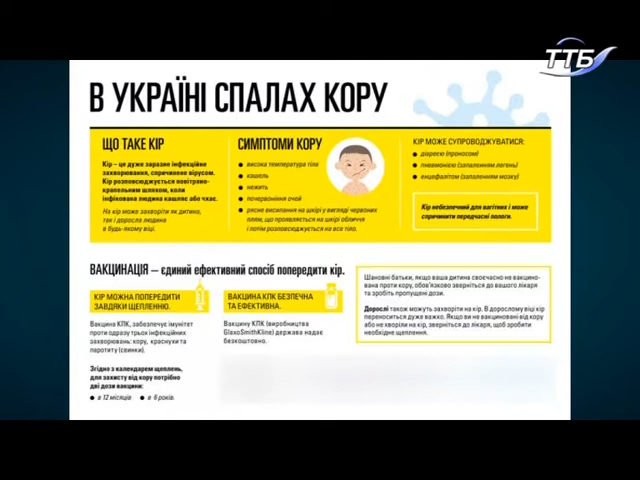 ТТБ
В УКРАЇНІ СПАЛАХ КОРУ
ЩО ТАКЕ КІР
Кір – це дуже заразне інфекційне
захворювання, спричинене вірусом.
Кір розповсюджується повітряно-
крапельним шляхом, коли
інфікована людина кашляє або чхає.
На кір може захворіти як дитина,
так і доросла людина
в будь-якому віці.
СИМПТОМИ КОРУ
висока температура тіла
кашель
нежить
почервоніння очей
рясне висипання на шкірі у вигляді червоних
плям, що проявляється на шкірі обличчя
і потім розповсюджується на все тіло.
КІР МОЖЕ СУПРОВОДЖУВАТИСЯ:
діареєю (проносом)
пневмонією (запаленням легень)
енцефалітом (запаленням мозку)
Кір небезпечний для вагітних і може
спричинити передчасні пологи.
ВАКЦИНАЦІЯ – єдиний ефективний спосіб попередити кір.
КІР МОЖНА ПОПЕРЕДИТИ
ЗАВДЯКИ ЩЕПЛЕННЮ.
Вакцина КПК, забезпечує імунітет
проти одразу трьох інфекційних
захворювань: кору, краснухи та
паротиту (свинки).
Згідно з календарем щеплень,
для захисту від кору потрібно
дві дози вакцини:
в 12 місяців в 6 років.
ВАКЦИНА КПК БЕЗПЕЧНА
ТА ЕФЕКТИВНА.
Вакцину КПК (виробництва
GlaxoSmithKline) держава надає
безкоштовно.
Шановні батьки, якщо ваша дитина своєчасно не вакцино-
вана проти кору, обов'язково зверніться до вашого лікаря
та зробіть пропущені дози.
Дорослі також можуть захворіти на кір. В дорослому віці кір
переноситься дуже важко. Якщо ви не вакциновані від кору
або не хворіли на кір, зверніться до лікаря, щоб зробити
необхідне щеплення.